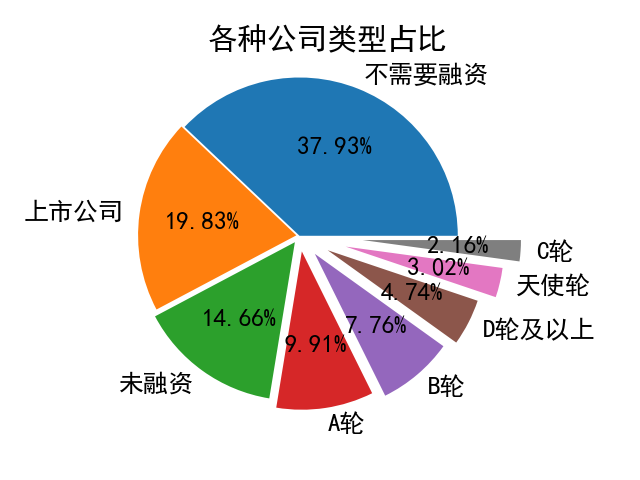 各种公司类型占比
不需要融资
37.93%
上市公司
19.83%
未融资
14.66%
A轮
9.91%
B轮
7.76%
D轮及以上
4.74%
天使轮
3.02%
C轮
2.16%